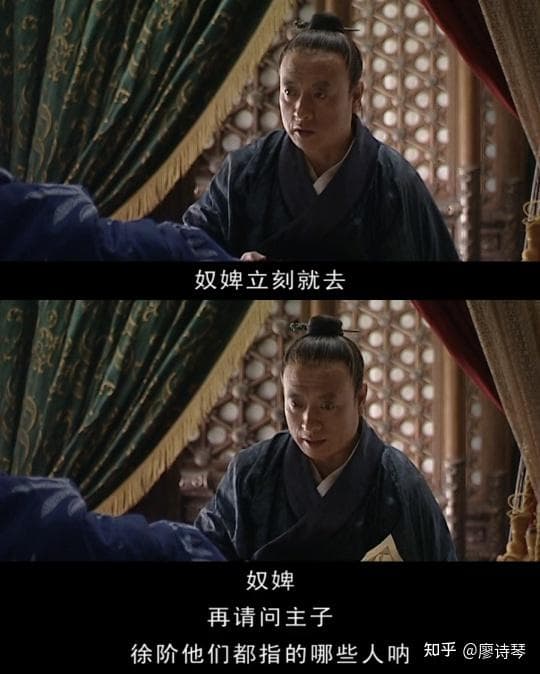 奴婢立刻就去
奴婢
再请问主子
徐阶他们都指的哪些人呐
知乎 @廖诗琴